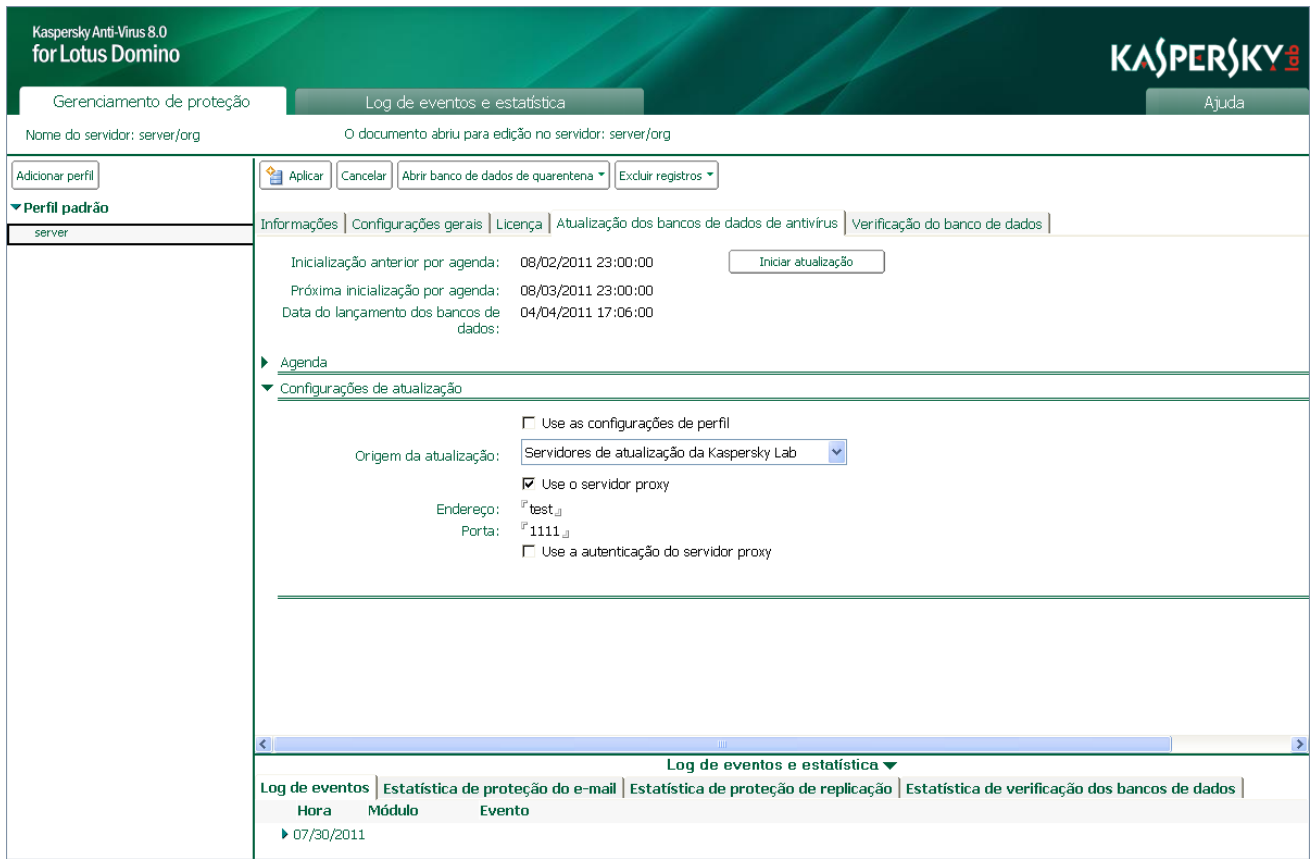 Kaspersky Anti-Virus 8.0
for Lotus Domino
KASPERSKY lab
Gerenciamento de proteção
Log de eventos e estatística
Ajuda
Nome do servidor: server/org
O documento abriu para edição no servidor: server/org
Adicionar perfil
Perfil padrão
server
Aplicar
Cancelar
Abrir banco de dados de quarentena
Excluir registros
Informações
Configurações gerais
Licença
Atualização dos bancos de dados de antivírus
Verificação do banco de dados
Inicialização anterior por agenda: 08/02/2011 23:00:00
Iniciar atualização
Próxima inicialização por agenda: 08/03/2011 23:00:00
Data do lançamento dos bancos de 04/04/2011 17:06:00
dados:
Agenda
Configurações de atualização
Use as configurações de perfil
Origem da atualização: Servidores de atualização da Kaspersky Lab
Use o servidor proxy
Endereço: test
Porta: 1111
Use a autenticação do servidor proxy
Log de eventos e estatística
Log de eventos
Estatística de proteção do e-mail
Estatística de proteção de replicação
Estatística de verificação dos bancos de dados
Hora Módulo Evento
07/30/2011